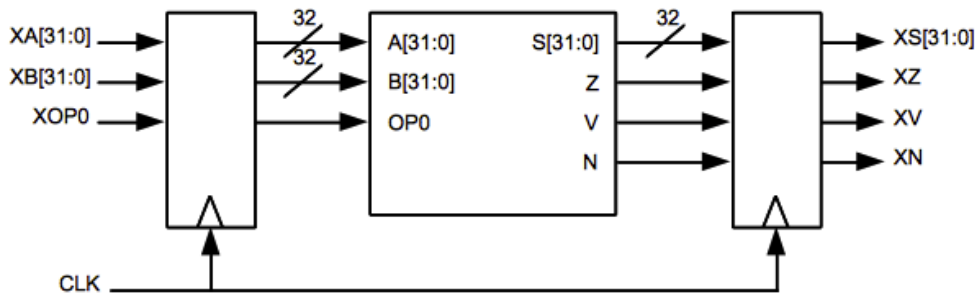 32 32
XA[31:0] A[31:0] S[31:0] XS[31:0]
32
XB[31:0] B[31:0] Z XZ
XOP0 OP0 V XV
N XN
CLK